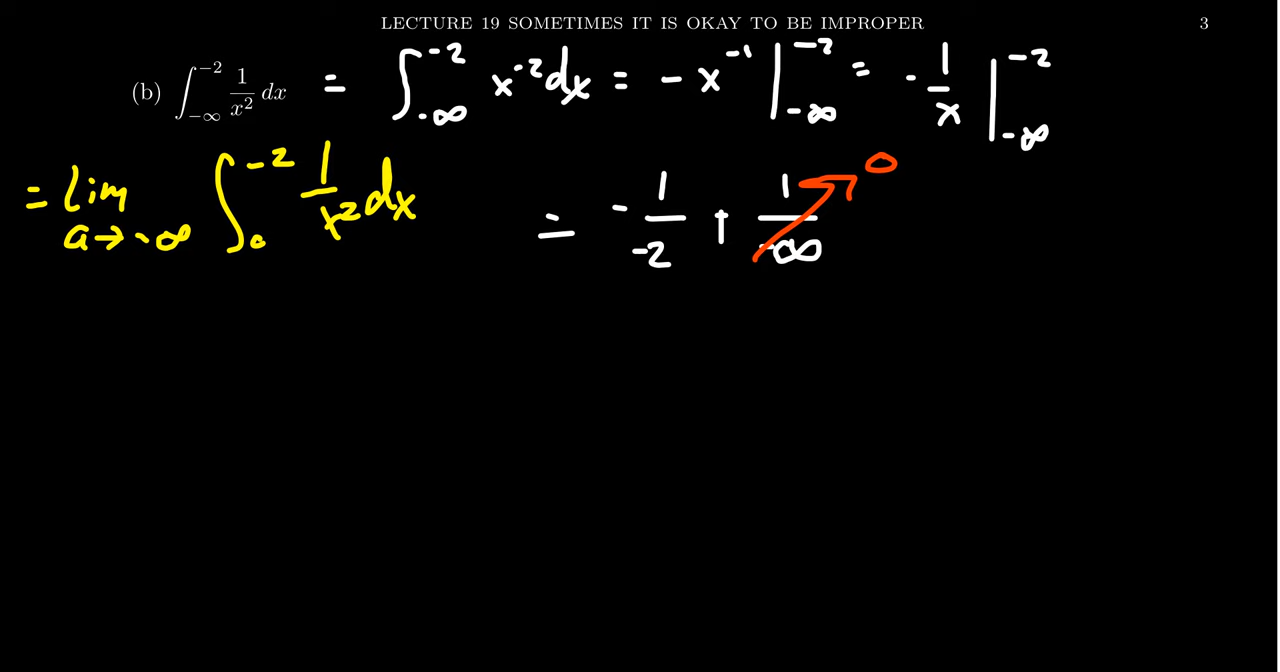 LECTURE 19 SOMETIMES IT IS OKAY TO BE IMPROPER 3
(b) ∫_{−∞}^{−2} 1/x² dx = ∫_{-∞}^{-2} x^{-2} dx = - x^{-1} |_{-∞}^{-2} = - 1/x |_{-∞}^{-2}
= lim_{a→-∞} ∫_{a}^{-2} 1/x² dx
= - 1/-2 + 1/-∞ → 0